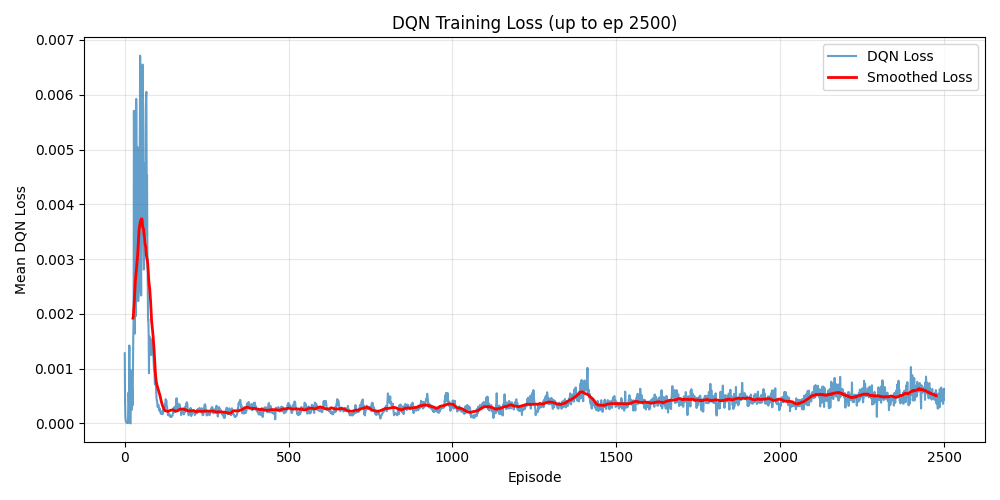 DQN Training Loss (up to ep 2500)
0.007
0.006
0.005
0.004
0.003
0.002
0.001
0.000
Mean DQN Loss
DQN Loss
Smoothed Loss
0 500 1000 1500 2000 2500
Episode